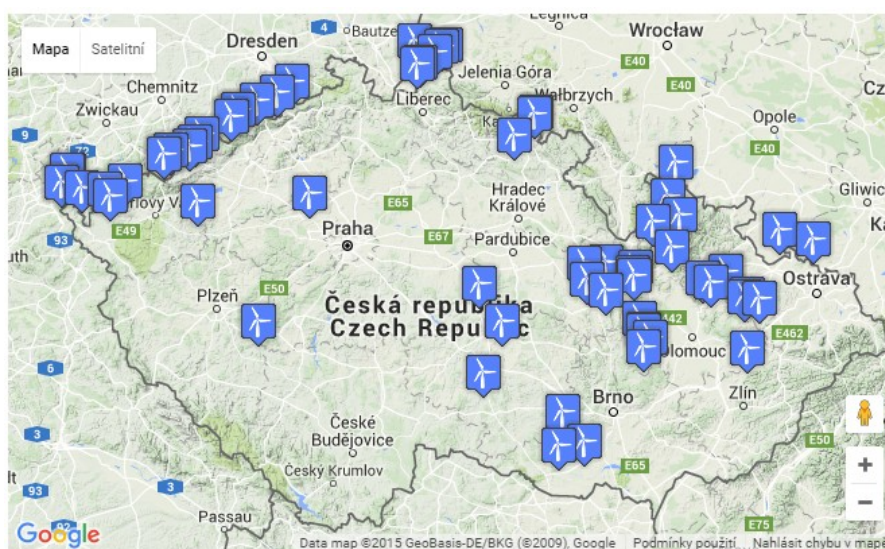 Mapa
Satelitní
4
Bautze
Legnica
Dresden
Wrocław
E40
Chemnitz
Jelenia Góra
E40
Zwickau
Liberec
Wałbrzych
Opole
9
72
E40
Hradec
Králové
Gliwic
E65
E49
Praha
E67
Pardubice
93
Plzeň
E50
Ostrava
Česká republika
Czech Republic
E462
6
Zlín
Brno
České
Budějovice
3
E50
Český Krumlov
E65
93
3
Passau
E75
Google
Data map ©2015 GeoBasis-DE/BKG (©2009), Google
Podmínky použití
Nahlásit chybu v mapě